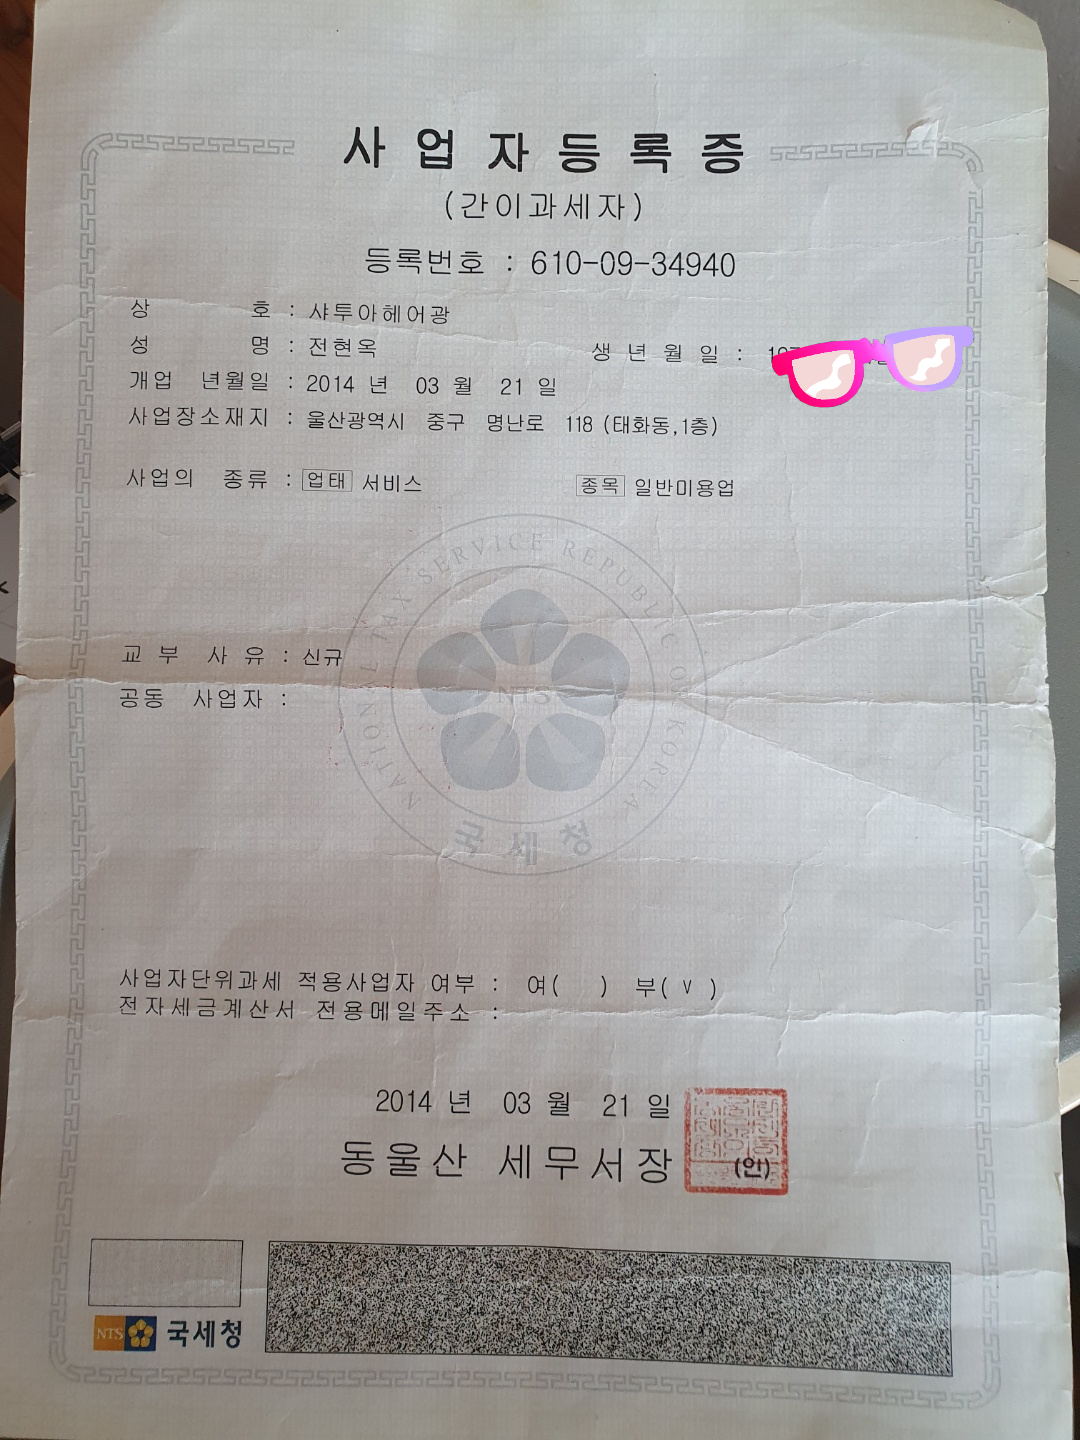 사업자등록증
(간이과세자)
등록번호 : 610-09-34940
상 호 : 샤투아헤어광
성 명 : 전현옥 생 년 월 일 :
개업 년월일 : 2014 년 03 월 21 일
사업장소재지 : 울산광역시 중구 명난로 118 (태화동,1층)
사업의 종류 : 업태 서비스 종목 일반미용업
NATIONAL TAX SERVICE REPUBLIC OF KOREA
NTS
국세청
교 부 사 유 : 신규
공동 사업자 :
사업자단위과세 적용사업자 여부 : 여( ) 부( v )
전자세금계산서 전용메일주소 :
2014 년 03 월 21 일
동울산 세무서장 (인)
NTS 국세청